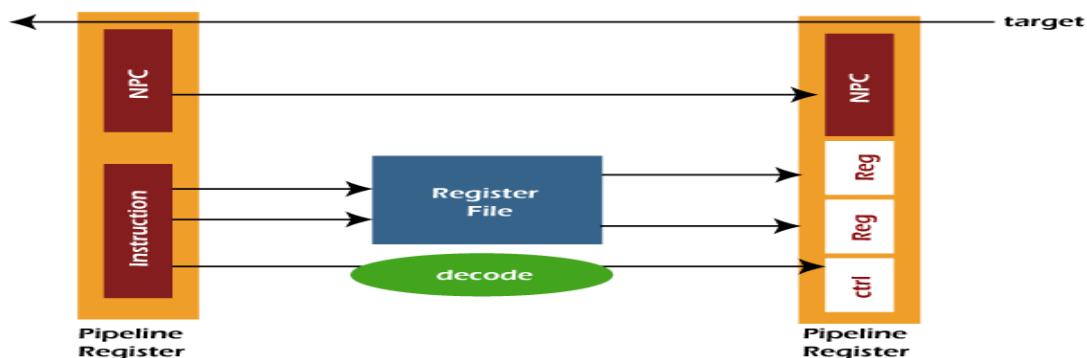 target
NPC
NPC
Register
File
Reg
Instruction
Reg
decode
ctrl
Pipeline
Register
Pipeline
Register